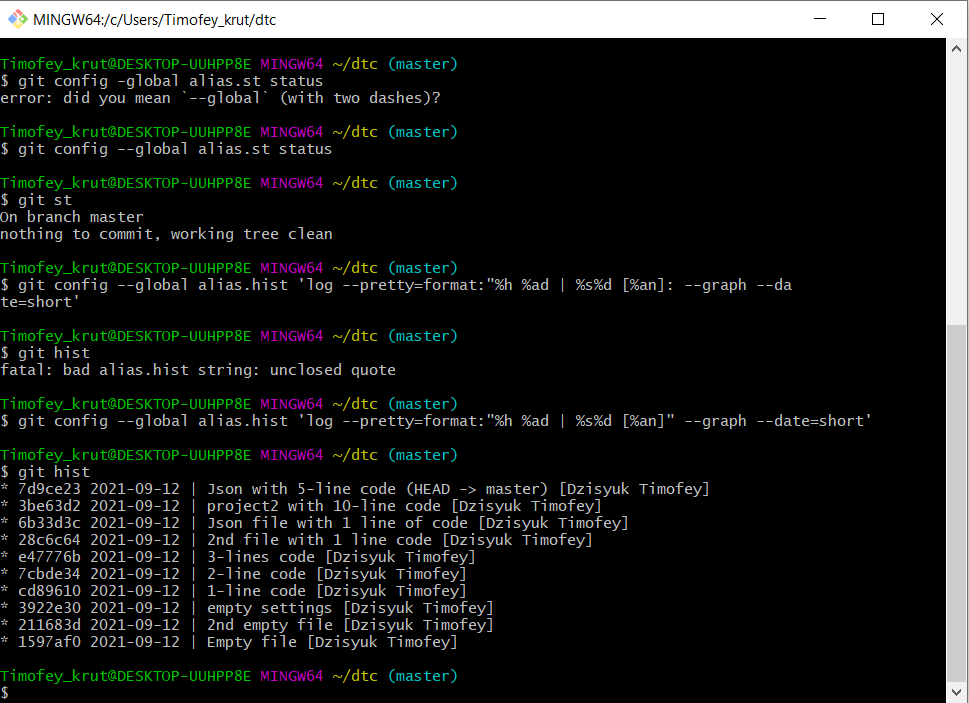 MINGW64:/c/Users/Timofey_krut/dtc
Timofey_krut@DESKTOP-UUHPP8E MINGW64 ~/dtc (master)
$ git config -global alias.st status
error: did you mean `--global` (with two dashes)?
Timofey_krut@DESKTOP-UUHPP8E MINGW64 ~/dtc (master)
$ git config --global alias.st status
Timofey_krut@DESKTOP-UUHPP8E MINGW64 ~/dtc (master)
$ git st
On branch master
nothing to commit, working tree clean
Timofey_krut@DESKTOP-UUHPP8E MINGW64 ~/dtc (master)
$ git config --global alias.hist 'log --pretty=format:"%h %ad | %s%d [%an]: --graph --da
te=short'
Timofey_krut@DESKTOP-UUHPP8E MINGW64 ~/dtc (master)
$ git hist
fatal: bad alias.hist string: unclosed quote
Timofey_krut@DESKTOP-UUHPP8E MINGW64 ~/dtc (master)
$ git config --global alias.hist 'log --pretty=format:"%h %ad | %s%d [%an]" --graph --date=short'
Timofey_krut@DESKTOP-UUHPP8E MINGW64 ~/dtc (master)
$ git hist
* 7d9ce23 2021-09-12 | Json with 5-line code (HEAD -> master) [Dzisyuk Timofey]
* 3be63d2 2021-09-12 | project2 with 10-line code [Dzisyuk Timofey]
* 6b33d3c 2021-09-12 | Json file with 1 line of code [Dzisyuk Timofey]
* 28c6c64 2021-09-12 | 2nd file with 1 line code [Dzisyuk Timofey]
* e47776b 2021-09-12 | 3-lines code [Dzisyuk Timofey]
* 7cbde34 2021-09-12 | 2-line code [Dzisyuk Timofey]
* cd89610 2021-09-12 | 1-line code [Dzisyuk Timofey]
* 3922e30 2021-09-12 | empty settings [Dzisyuk Timofey]
* 211683d 2021-09-12 | 2nd empty file [Dzisyuk Timofey]
* 1597af0 2021-09-12 | Empty file [Dzisyuk Timofey]
Timofey_krut@DESKTOP-UUHPP8E MINGW64 ~/dtc (master)
$